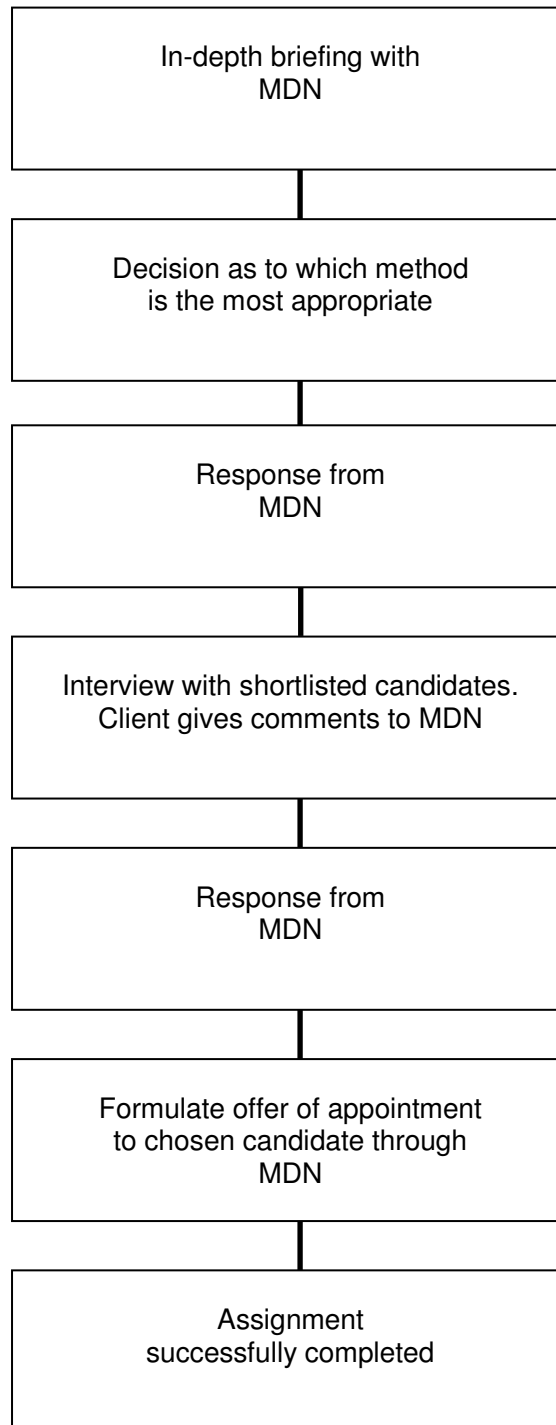 In-depth briefing with
MDN
Decision as to which method
is the most appropriate
Response from
MDN
Interview with shortlisted candidates.
Client gives comments to MDN
Response from
MDN
Formulate offer of appointment
to chosen candidate through
MDN
Assignment
successfully completed